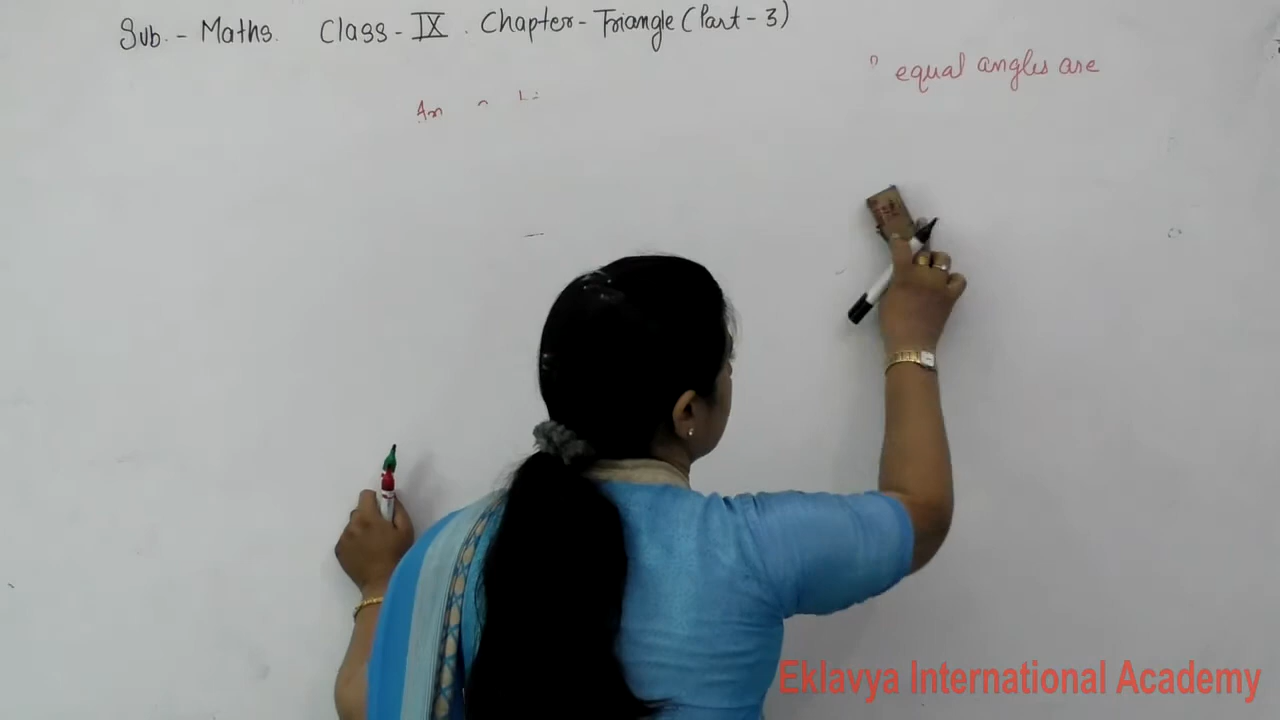 Sub. - Maths. Class - IX. Chapter - Triangle (Part - 3)
equal angles are
Eklavya International Academy